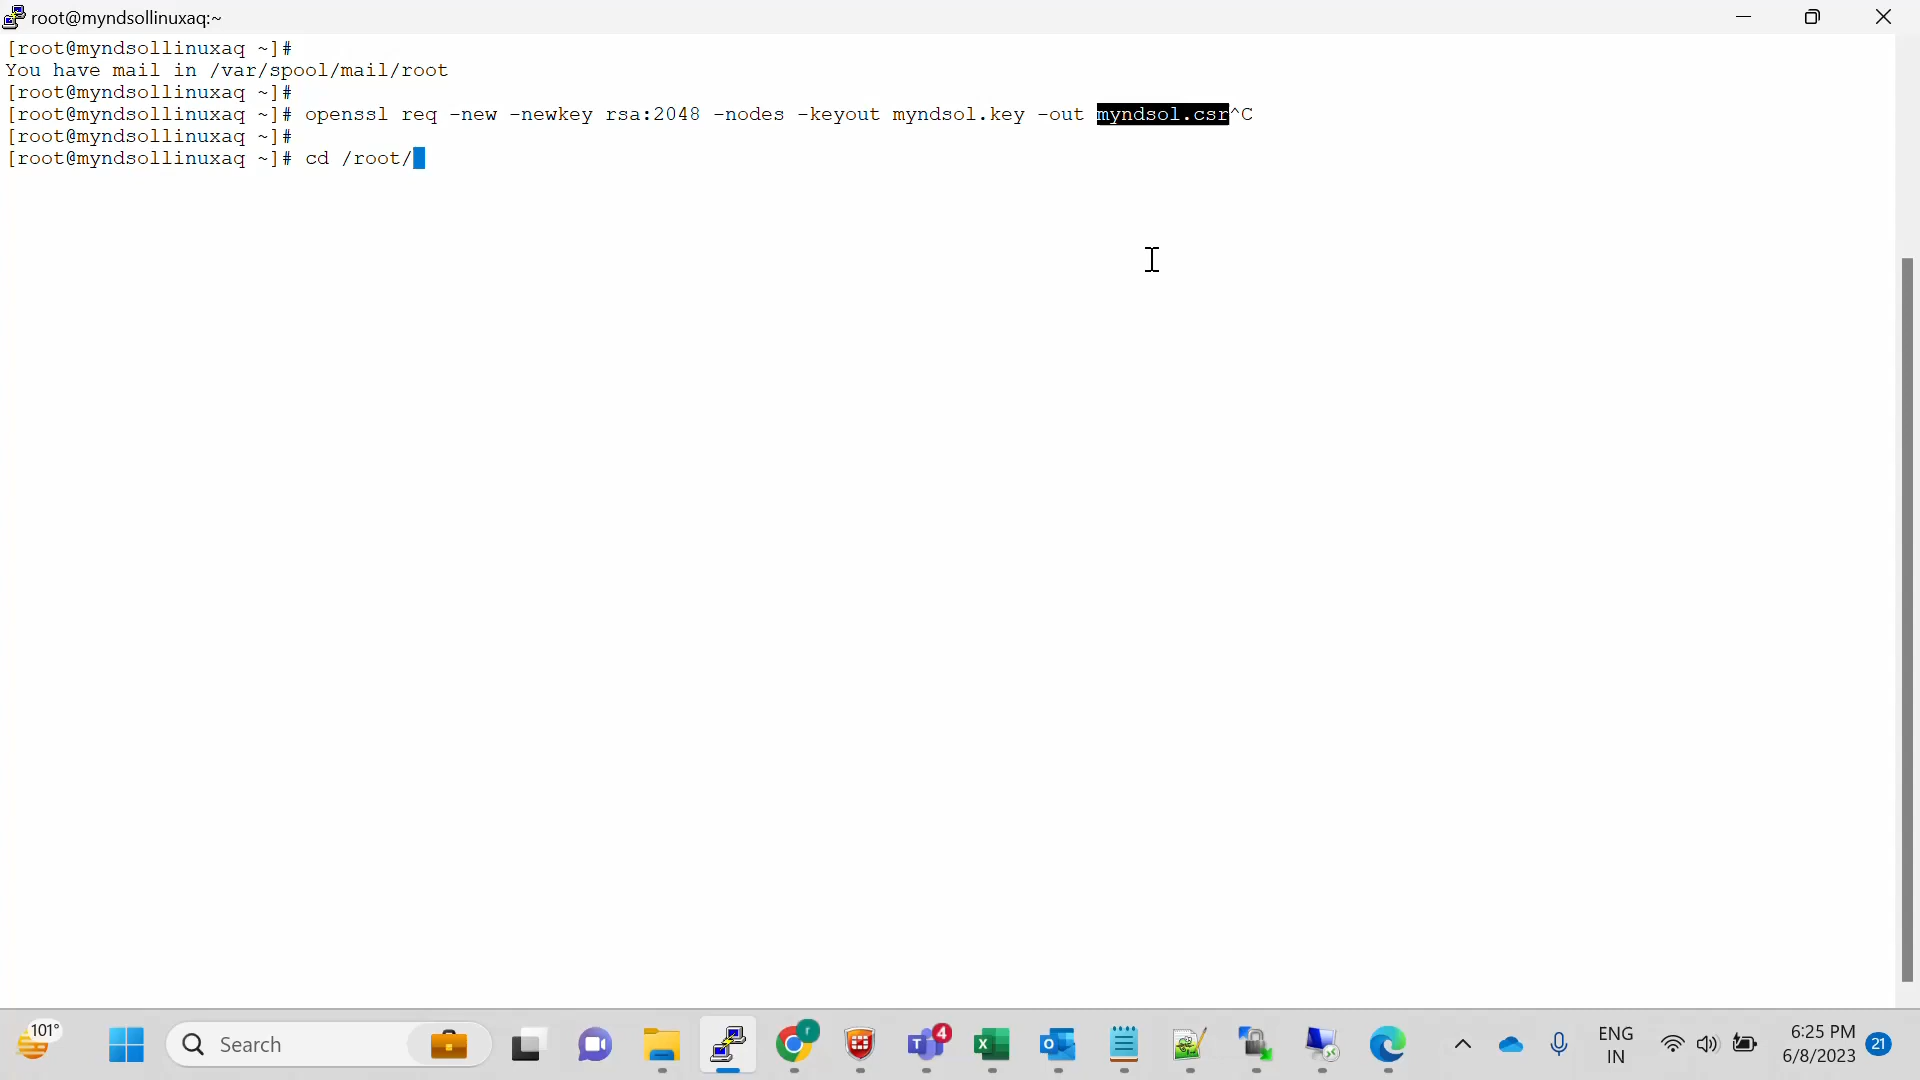 root@myndsollinuxaq:~
[root@myndsollinuxaq ~]#
You have mail in /var/spool/mail/root
[root@myndsollinuxaq ~]#
[root@myndsollinuxaq ~]# openssl req -new -newkey rsa:2048 -nodes -keyout myndsol.key -out myndsol.csr^C
[root@myndsollinuxaq ~]#
[root@myndsollinuxaq ~]# cd /root/
101°
Search
r
4
ENG
IN
6:25 PM
6/8/2023
21